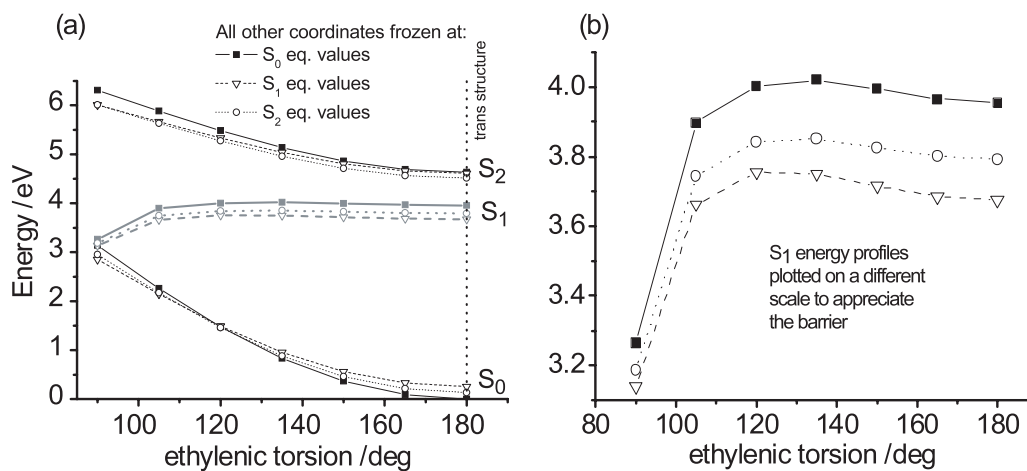 (a)
All other coordinates frozen at:
S0 eq. values
S1 eq. values
S2 eq. values
trans structure
6
5
4
3
2
1
0
Energy /eV
S2
S1
S0
100 120 140 160 180
ethylenic torsion /deg
(b)
4.0
3.8
3.6
3.4
3.2
S1 energy profiles
plotted on a different
scale to appreciate
the barrier
80 100 120 140 160 180
ethylenic torsion /deg